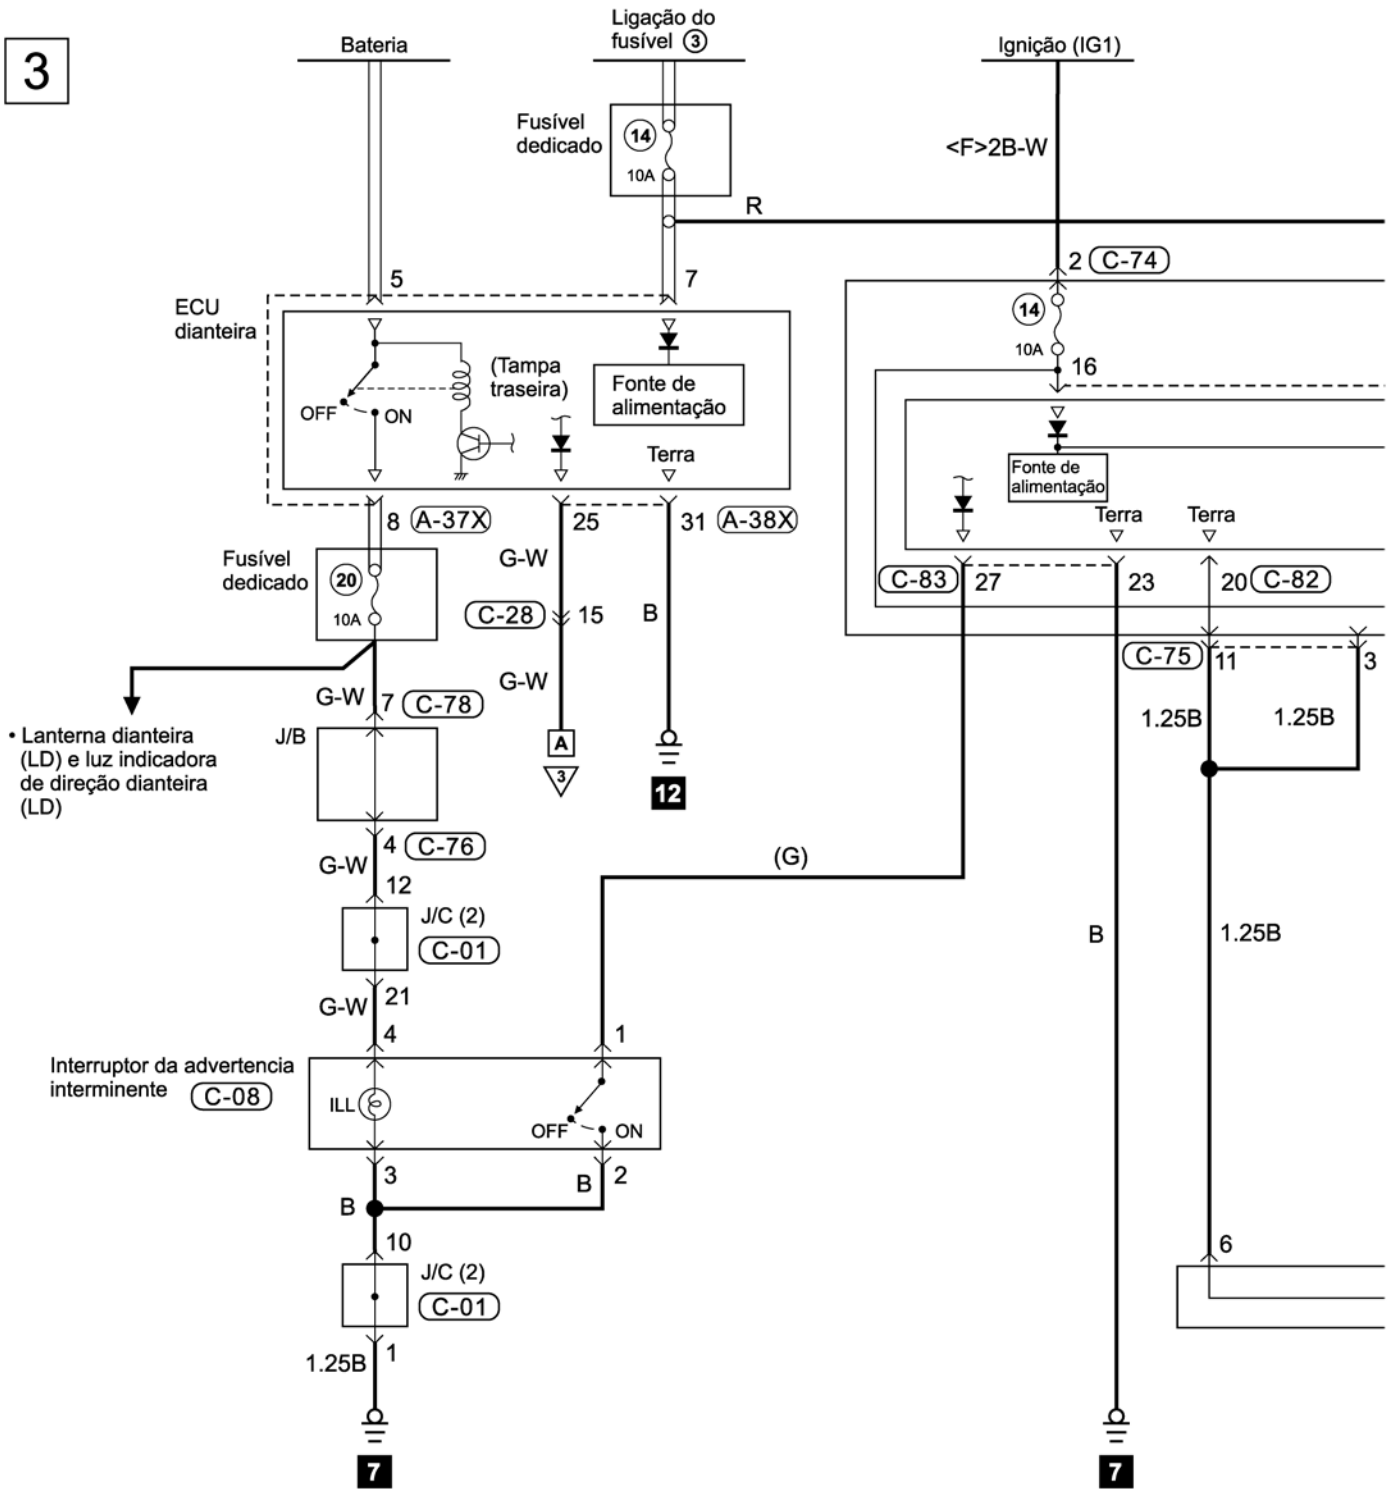 3
Bateria
Ligação do
fusível 3
Ignição (IG1)
Fusível
dedicado
14
10A
<F>2B-W
R
2 C-74
5
7
ECU
dianteira
14
10A
16
(Tampa
traseira)
Fonte de
alimentação
OFF
ON
Terra
Fonte de
alimentação
Terra
Terra
8 A-37X
25
31 A-38X
Fusível
dedicado
20
10A
G-W
C-83 27
23
20 C-82
C-28 15
B
C-75 11
3
G-W
G-W
7 C-78
1.25B
1.25B
J/B
• Lanterna dianteira
(LD) e luz indicadora
de direção dianteira
(LD)
A
3
12
4 C-76
G-W
12
(G)
J/C (2)
C-01
B
1.25B
21
G-W
4
1
Interruptor da advertencia
interminente C-08
ILL
OFF
ON
3
B
2
B
10
6
J/C (2)
C-01
1
1.25B
7
7